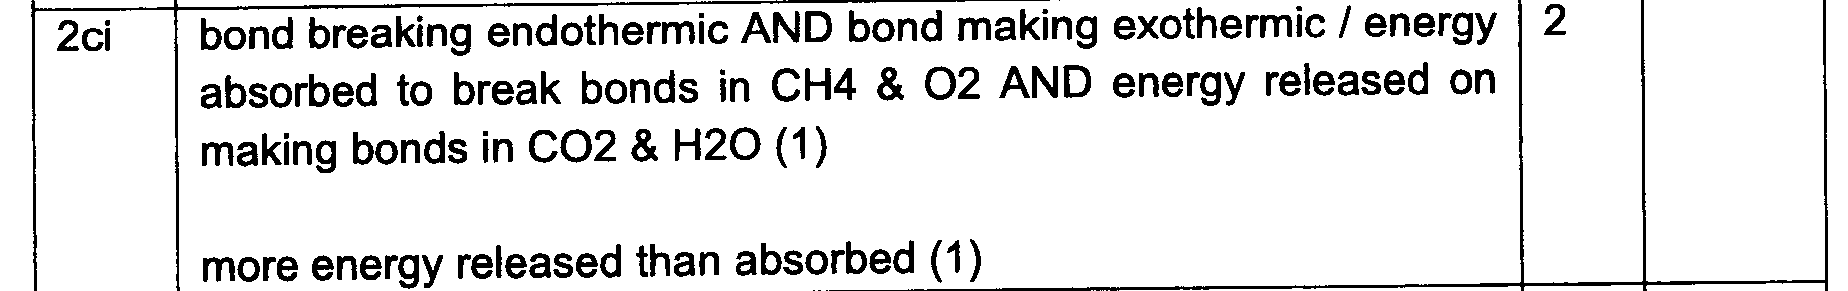 2ci bond breaking endothermic AND bond making exothermic / energy 2
absorbed to break bonds in CH4 & O2 AND energy released on
making bonds in CO2 & H2O (1)
more energy released than absorbed (1)